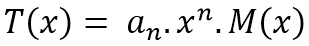 T(x) = aₙ.xⁿ.M(x)